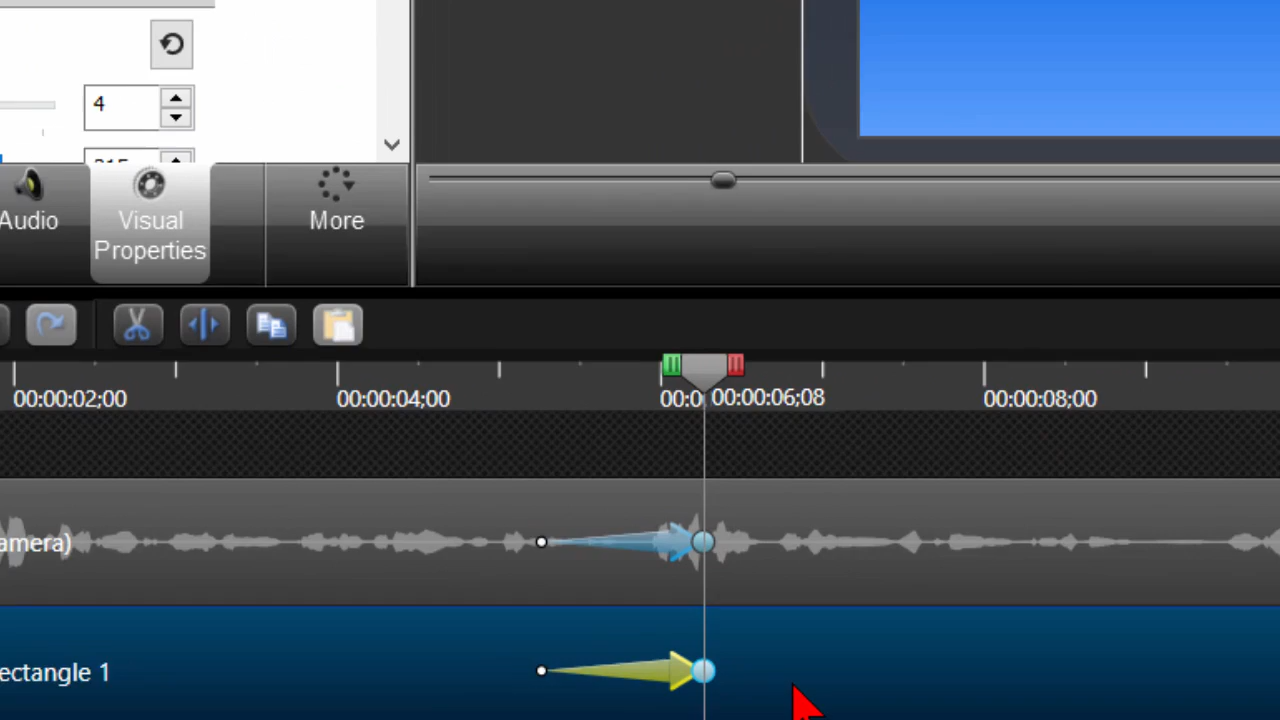 4
Audio
Visual
Properties
More
00:00:02;00
00:00:04;00
00:0
00:00:06;08
00:00:08;00
amera)
ectangle 1